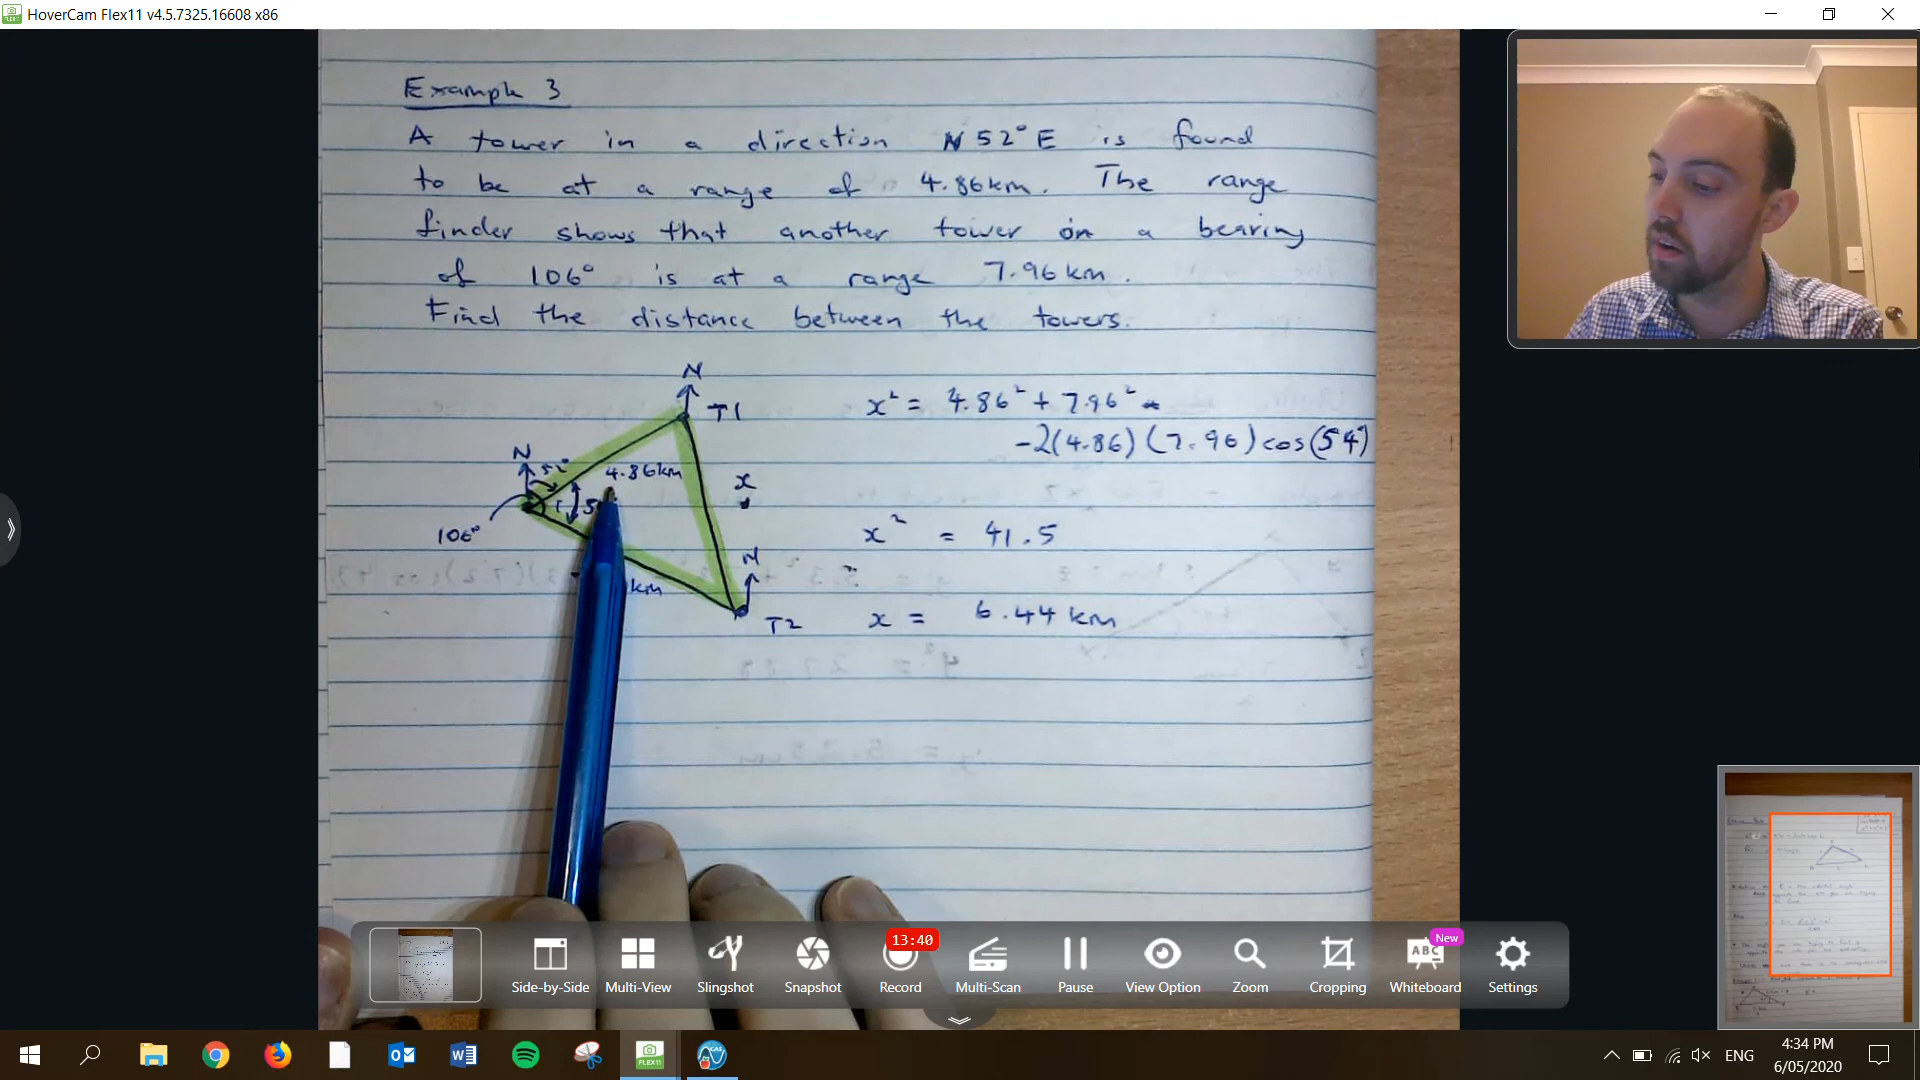 HoverCam Flex11 v4.5.7325.16608 x86
Example 3
A tower in a direction N 52° E is found
to be at a range of 4.86km. The range
finder shows that another tower on a bearing
of 106° is at a range 7.96 km.
Find the distance between the towers.
N
T1
N
52°
4.86km
x
106°
N
km
T2
x² = 4.86² + 7.96²
-2(4.86)(7.96)cos(54°)
x² = 41.5
x = 6.44 km
Side-by-Side
Multi-View
Slingshot
Snapshot
13:40
Record
Multi-Scan
Pause
View Option
Zoom
Cropping
New
ABC
Whiteboard
Settings
FLEX11
ENG
4:34 PM
6/05/2020